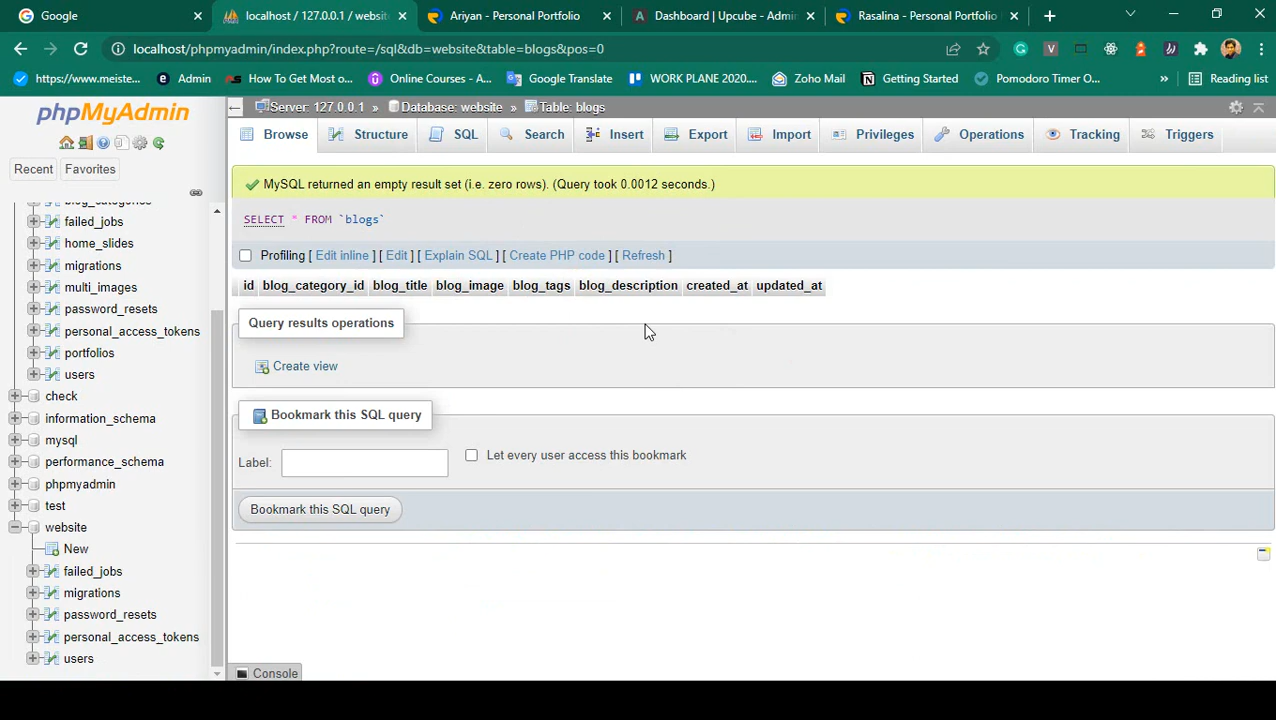 Google
localhost / 127.0.0.1 / website
Ariyan - Personal Portfolio
Dashboard | Upcube - Admin
Rasalina - Personal Portfolio
localhost/phpmyadmin/index.php?route=/sql&db=website&table=blogs&pos=0
https://www.meiste...
Admin
How To Get Most o...
Online Courses - A...
Google Translate
WORK PLANE 2020....
Zoho Mail
Getting Started
Pomodoro Timer O...
»
Reading list
phpMyAdmin
Recent
Favorites
blog_categories
failed_jobs
home_slides
migrations
multi_images
password_resets
personal_access_tokens
portfolios
users
check
information_schema
mysql
performance_schema
phpmyadmin
test
website
New
failed_jobs
migrations
password_resets
personal_access_tokens
users
Server: 127.0.0.1 » Database: website » Table: blogs
Browse
Structure
SQL
Search
Insert
Export
Import
Privileges
Operations
Tracking
Triggers
MySQL returned an empty result set (i.e. zero rows). (Query took 0.0012 seconds.)
SELECT * FROM `blogs`
Profiling [ Edit inline ] [ Edit ] [ Explain SQL ] [ Create PHP code ] [ Refresh ]
id blog_category_id blog_title blog_image blog_tags blog_description created_at updated_at
Query results operations
Create view
Bookmark this SQL query
Label:
Let every user access this bookmark
Bookmark this SQL query
Console